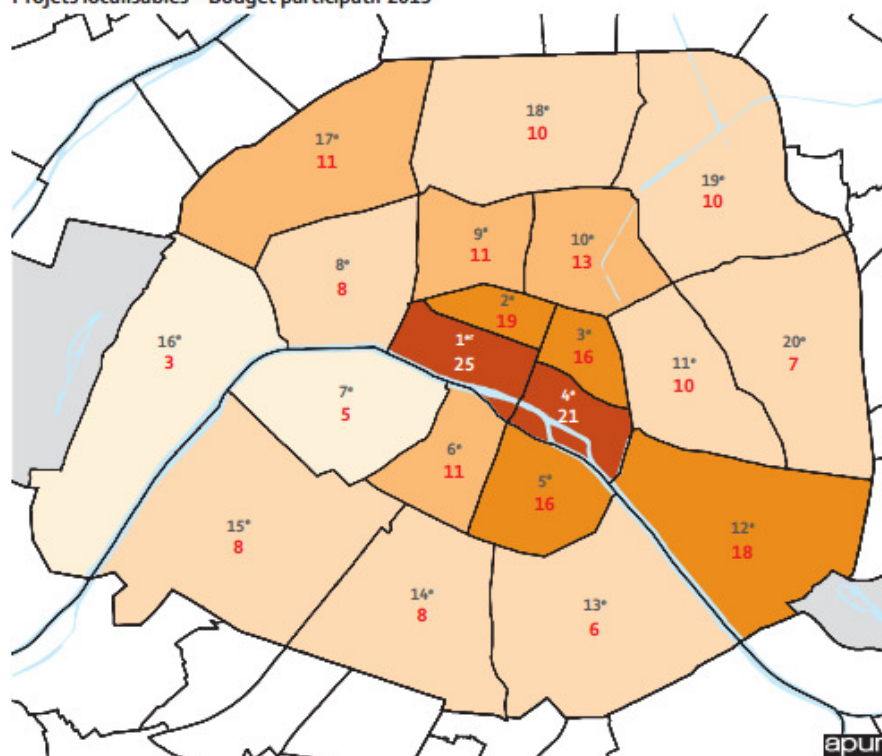 Projets localisables - Budget participatif 2015
18e
10
17e
11
19e
10
9e
11
10e
13
8e
8
2e
19
1er
25
3e
16
16e
3
11e
10
20e
7
7e
5
4e
21
6e
11
5e
16
12e
18
15e
8
14e
8
13e
6
apur